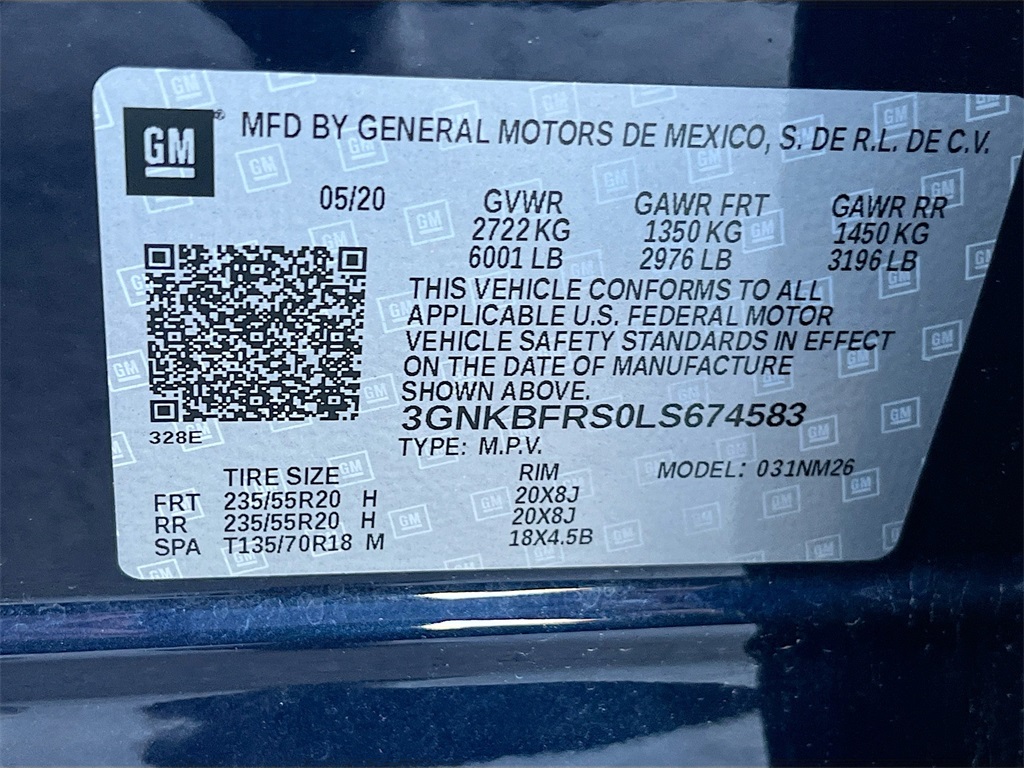 GM® MFD BY GENERAL MOTORS DE MEXICO, S. DE R.L. DE C.V.
05/20 GVWR GAWR FRT GAWR RR
2722 KG 1350 KG 1450 KG
6001 LB 2976 LB 3196 LB
THIS VEHICLE CONFORMS TO ALL
APPLICABLE U.S. FEDERAL MOTOR
VEHICLE SAFETY STANDARDS IN EFFECT
ON THE DATE OF MANUFACTURE
SHOWN ABOVE.
3GNKBFRS0LS674583
328E
TYPE: M.P.V.
TIRE SIZE RIM MODEL: 031NM26
FRT 235/55R20 H 20X8J
RR 235/55R20 H 20X8J
SPA T135/70R18 M 18X4.5B